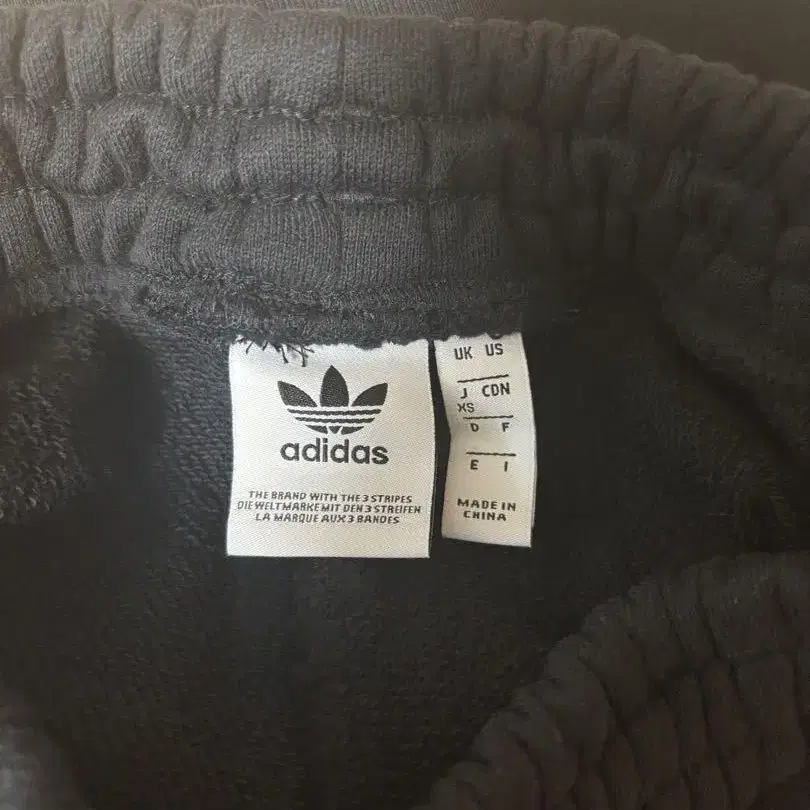 adidas
THE BRAND WITH THE 3 STRIPES
DIE WELTMARKE MIT DEN 3 STREIFEN
LA MARQUE AUX 3 BANDES
UK US
J CDN
XS
D F
E I
MADE IN
CHINA